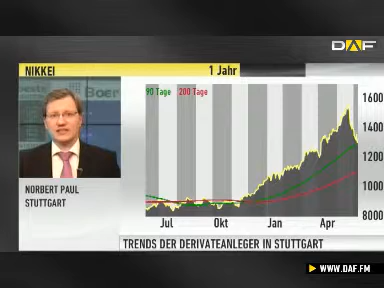 DAF
NIKKEI
1 Jahr
90 Tage
200 Tage
1600
1400
1200
1000
8000
Jul
Okt
Jan
Apr
NORBERT PAUL
STUTTGART
TRENDS DER DERIVATEANLEGER IN STUTTGART
WWW.DAF.FM